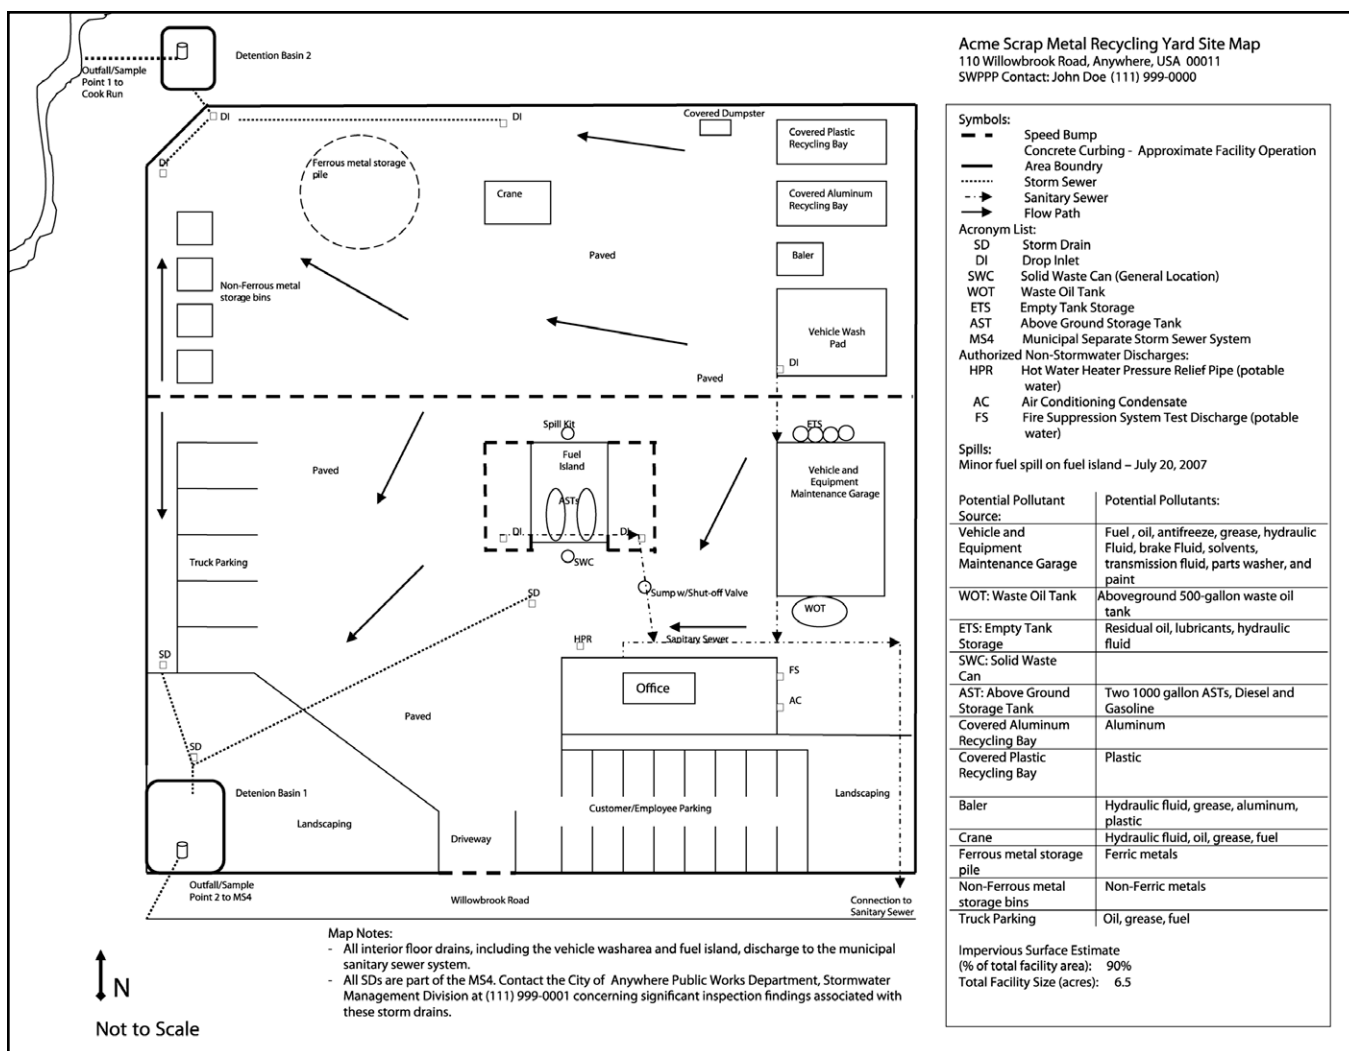 Acme Scrap Metal Recycling Yard Site Map
110 Willowbrook Road, Anywhere, USA  00011
SWPPP Contact: John Doe (111) 999-0000
Detention Basin 2
Outfall/Sample
Point 1 to
Cook Run
DI
DI
DI
Covered Dumpster
Covered Plastic
Recycling Bay
Ferrous metal storage
pile
Crane
Covered Aluminum
Recycling Bay
Paved
Baler
Non-Ferrous metal
storage bins
Vehicle Wash
Pad
DI
Paved
Spill Kit
ETS
Fuel
Island
Paved
Vehicle and
Equipment
Maintenance Garage
ASTs
DI
DI
Truck Parking
SWC
SD
Sump w/Shut-off Valve
WOT
HPR
Sanitary Sewer
SD
FS
Office
AC
Paved
SD
Detenion Basin 1
Landscaping
Customer/Employee Parking
Landscaping
Driveway
Outfall/Sample
Point 2 to MS4
Willowbrook Road
Connection to
Sanitary Sewer
Map Notes:
- All interior floor drains, including the vehicle washarea and fuel island, discharge to the municipal
sanitary sewer system.
- All SDs are part of the MS4. Contact the City of Anywhere Public Works Department, Stormwater
Management Division at (111) 999-0001 concerning significant inspection findings associated with
these storm drains.
N
Not to Scale
Symbols:
Speed Bump
Concrete Curbing - Approximate Facility Operation
Area Boundry
Storm Sewer
Sanitary Sewer
Flow Path
Acronym List:
SD Storm Drain
DI Drop Inlet
SWC Solid Waste Can (General Location)
WOT Waste Oil Tank
ETS Empty Tank Storage
AST Above Ground Storage Tank
MS4 Municipal Separate Storm Sewer System
Authorized Non-Stormwater Discharges:
HPR Hot Water Heater Pressure Relief Pipe (potable
water)
AC Air Conditioning Condensate
FS Fire Suppression System Test Discharge (potable
water)
Spills:
Minor fuel spill on fuel island – July 20, 2007
Potential Pollutant Potential Pollutants:
Source:
Vehicle and Fuel , oil, antifreeze, grease, hydraulic
Equipment Fluid, brake Fluid, solvents,
Maintenance Garage transmission fluid, parts washer, and
paint
WOT: Waste Oil Tank Aboveground 500-gallon waste oil
tank
ETS: Empty Tank Residual oil, lubricants, hydraulic
Storage fluid
SWC: Solid Waste
Can
AST: Above Ground Two 1000 gallon ASTs, Diesel and
Storage Tank Gasoline
Covered Aluminum Aluminum
Recycling Bay
Covered Plastic Plastic
Recycling Bay
Baler Hydraulic fluid, grease, aluminum,
plastic
Crane Hydraulic fluid, oil, grease, fuel
Ferrous metal storage Ferric metals
pile
Non-Ferrous metal Non-Ferric metals
storage bins
Truck Parking Oil, grease, fuel
Impervious Surface Estimate
(% of total facility area): 90%
Total Facility Size (acres): 6.5